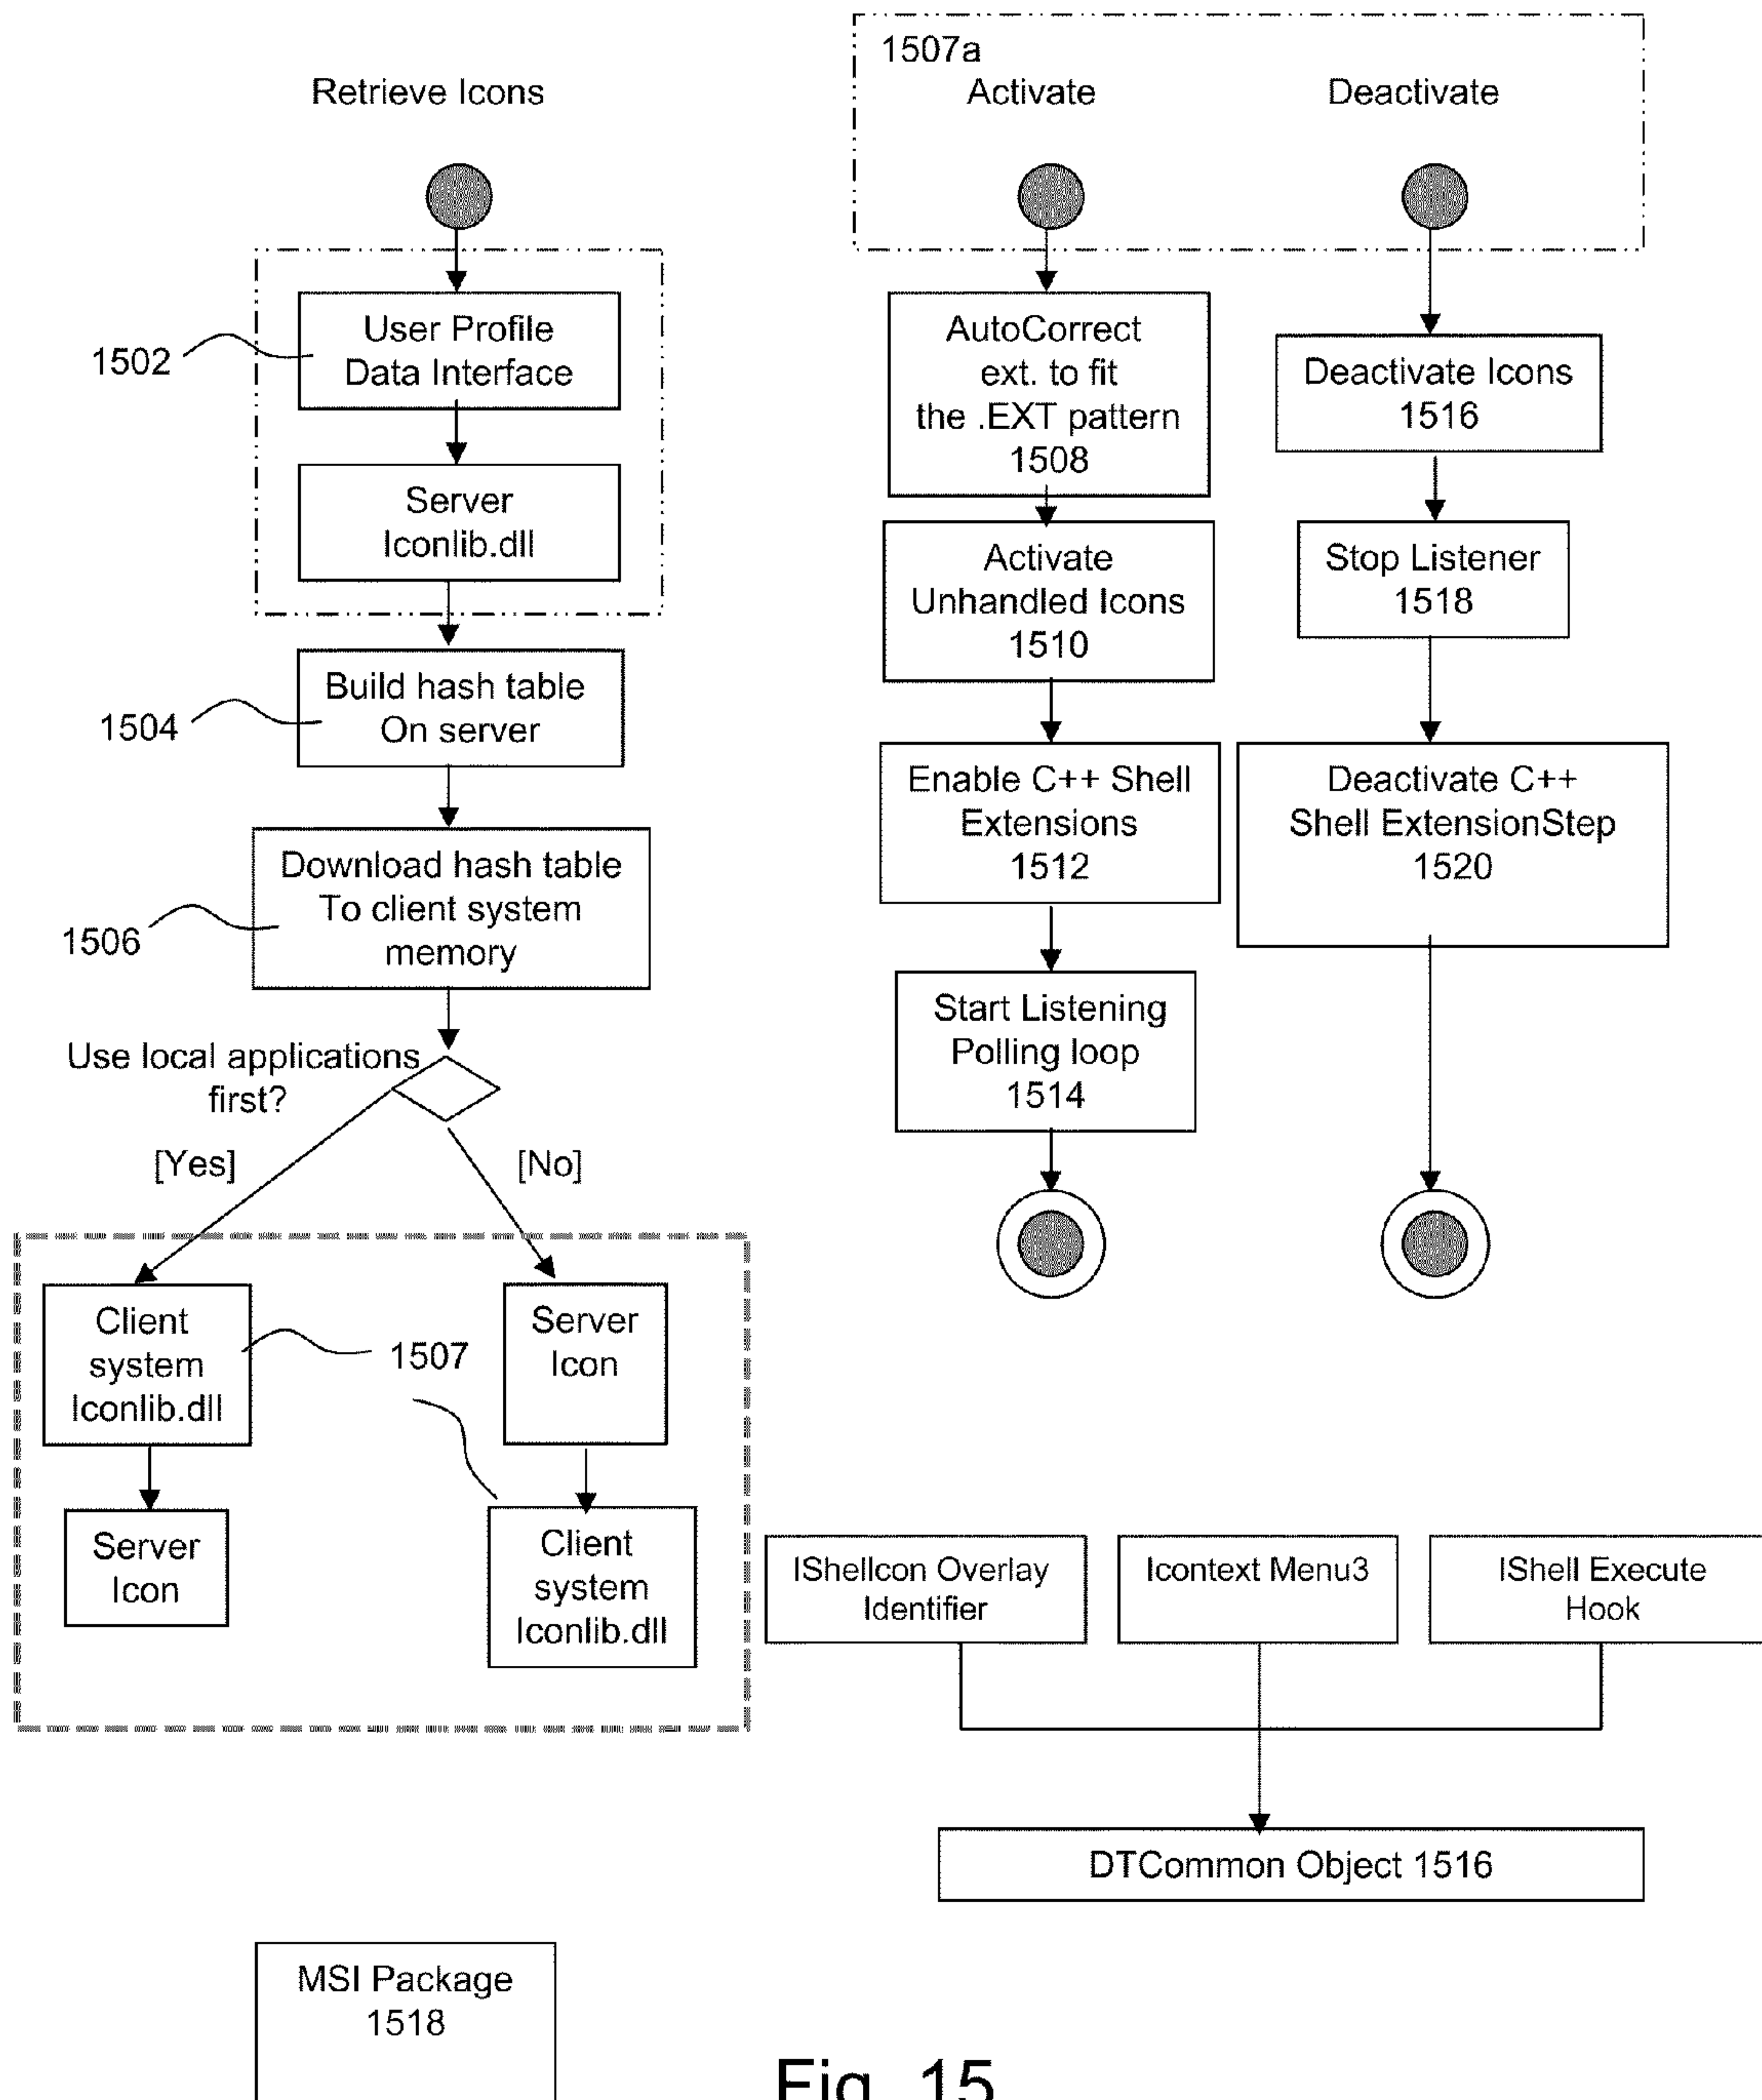 Retrieve Icons
1502
User Profile
Data Interface
Server
Iconlib.dll
1504
Build hash table
On server
1506
Download hash table
To client system
memory
Use local applications
first?
[Yes]
[No]
Client
system
Iconlib.dll
1507
Server
Icon
Server
Icon
Client
system
Iconlib.dll
1507a
Activate
Deactivate
AutoCorrect
ext. to fit
the .EXT pattern
1508
Activate
Unhandled Icons
1510
Enable C++ Shell
Extensions
1512
Start Listening
Polling loop
1514
Deactivate Icons
1516
Stop Listener
1518
Deactivate C++
Shell ExtensionStep
1520
IShellcon Overlay
Identifier
Icontext Menu3
IShell Execute
Hook
DTCommon Object 1516
MSI Package
1518
Fig. 15